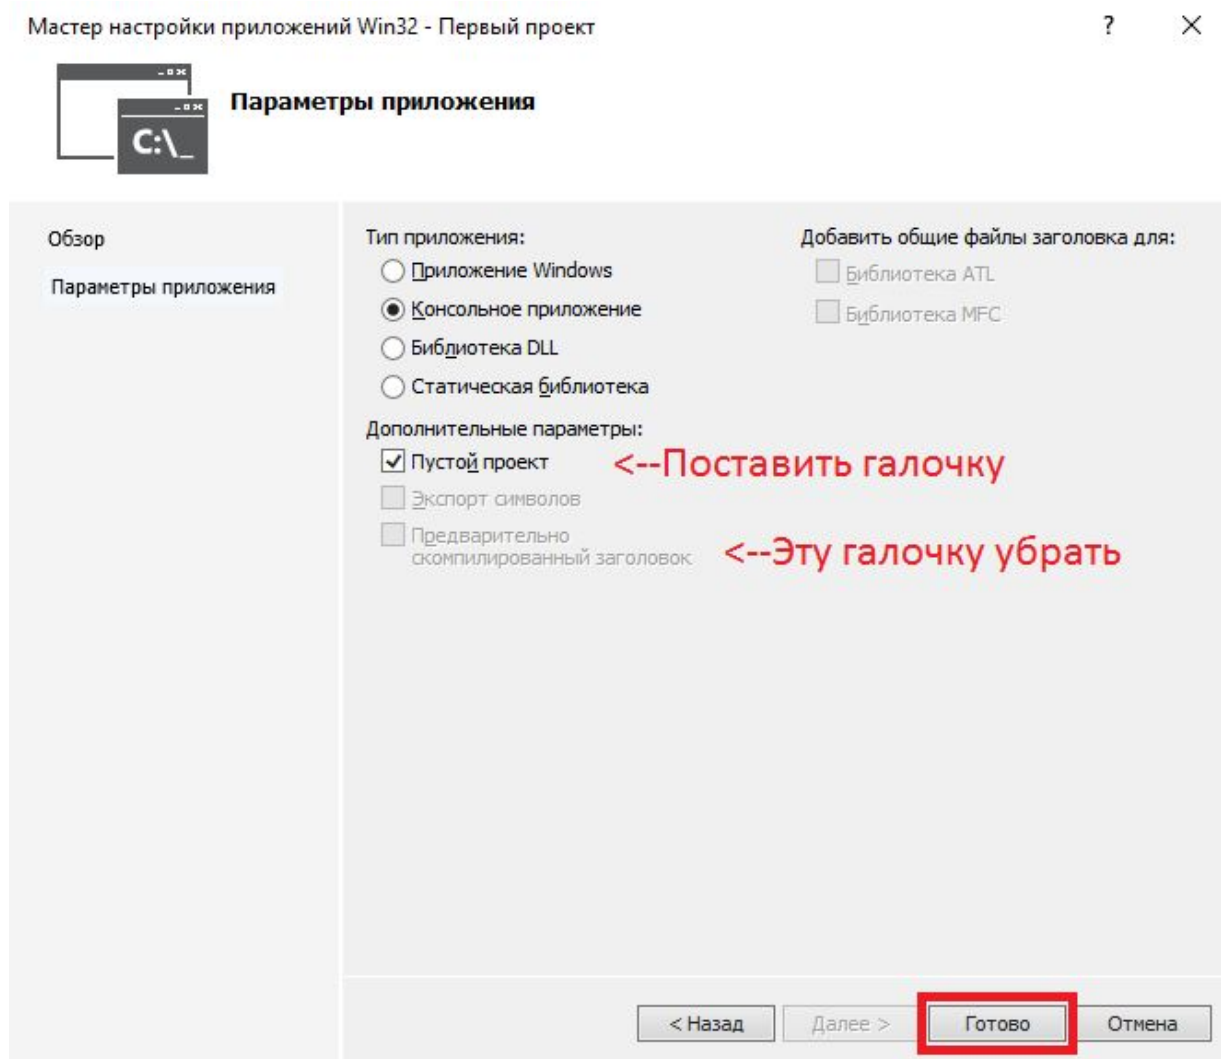 Мастер настройки приложений Win32 - Первый проект
?
C:\_
Параметры приложения
Обзор
Параметры приложения
Тип приложения:
Приложение Windows
Консольное приложение
Библиотека DLL
Статическая библиотека
Добавить общие файлы заголовка для:
Библиотека ATL
Библиотека MFC
Дополнительные параметры:
Пустой проект
<--Поставить галочку
Экспорт символов
Предварительно
скомпилированный заголовок
<--Эту галочку убрать
< Назад
Далее >
Готово
Отмена